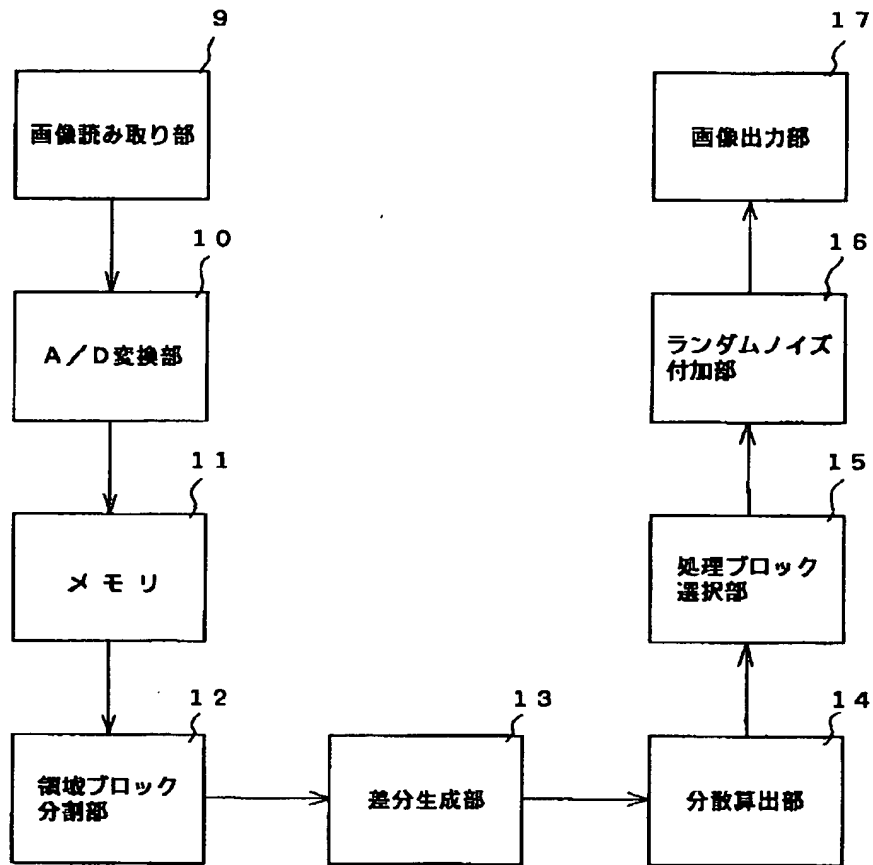 ９
画像読み取り部
１０
Ａ／Ｄ変換部
１１
メモリ
１２
領域ブロック
分割部
１３
差分生成部
１４
分散算出部
１５
処理ブロック
選択部
１６
ランダムノイズ
付加部
１７
画像出力部